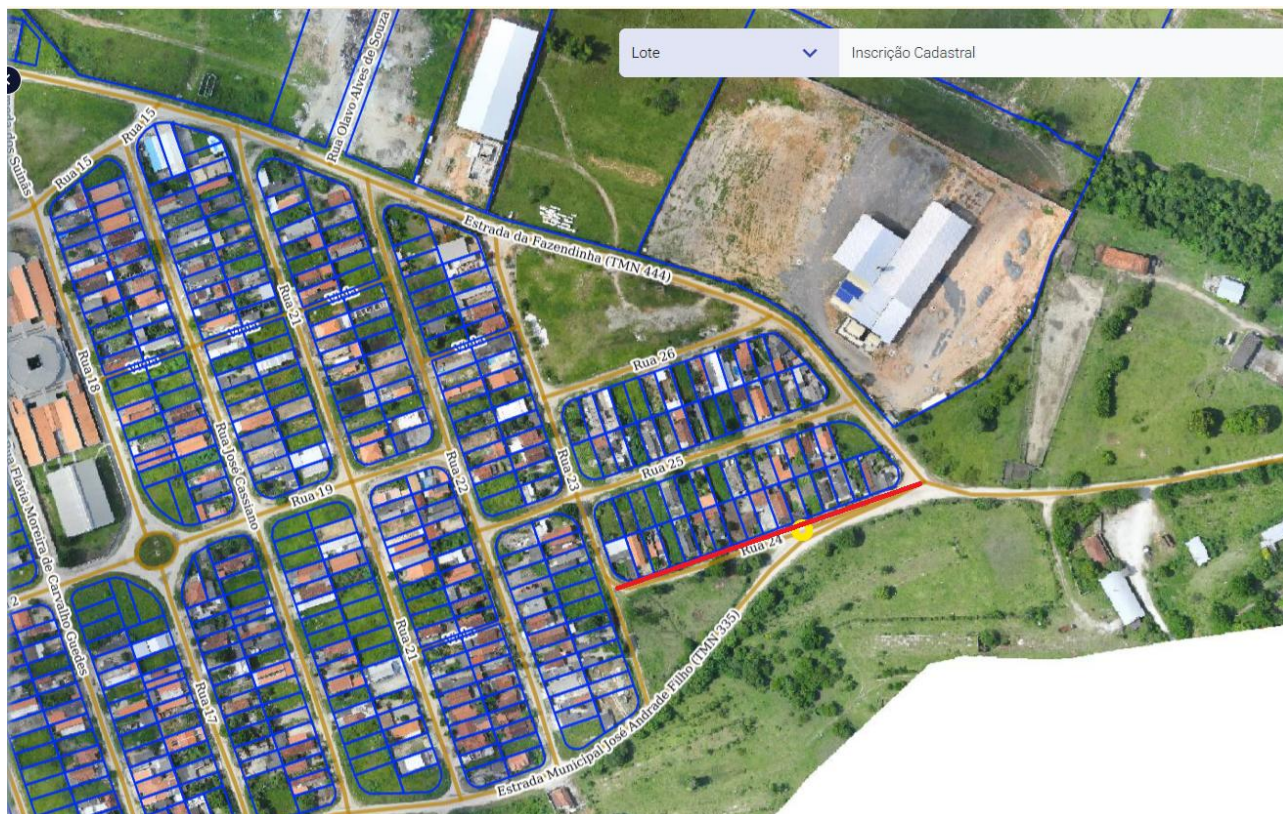 Lote
Inscrição Cadastral
Rua Olavo Alves de Souza
Rua 15
Rua 15
Estrada da Fazendinha (TMN 444)
Rua 21
Rua 26
Rua 18
Rua José Cassiano
Rua 22
Rua 25
Rua 23
Rua 19
Rua 24
Flávia Moreira de Carvalho Guedes
2
Rua 21
Rua 17
Estrada Municipal José Andrade Filho (TMN 335)